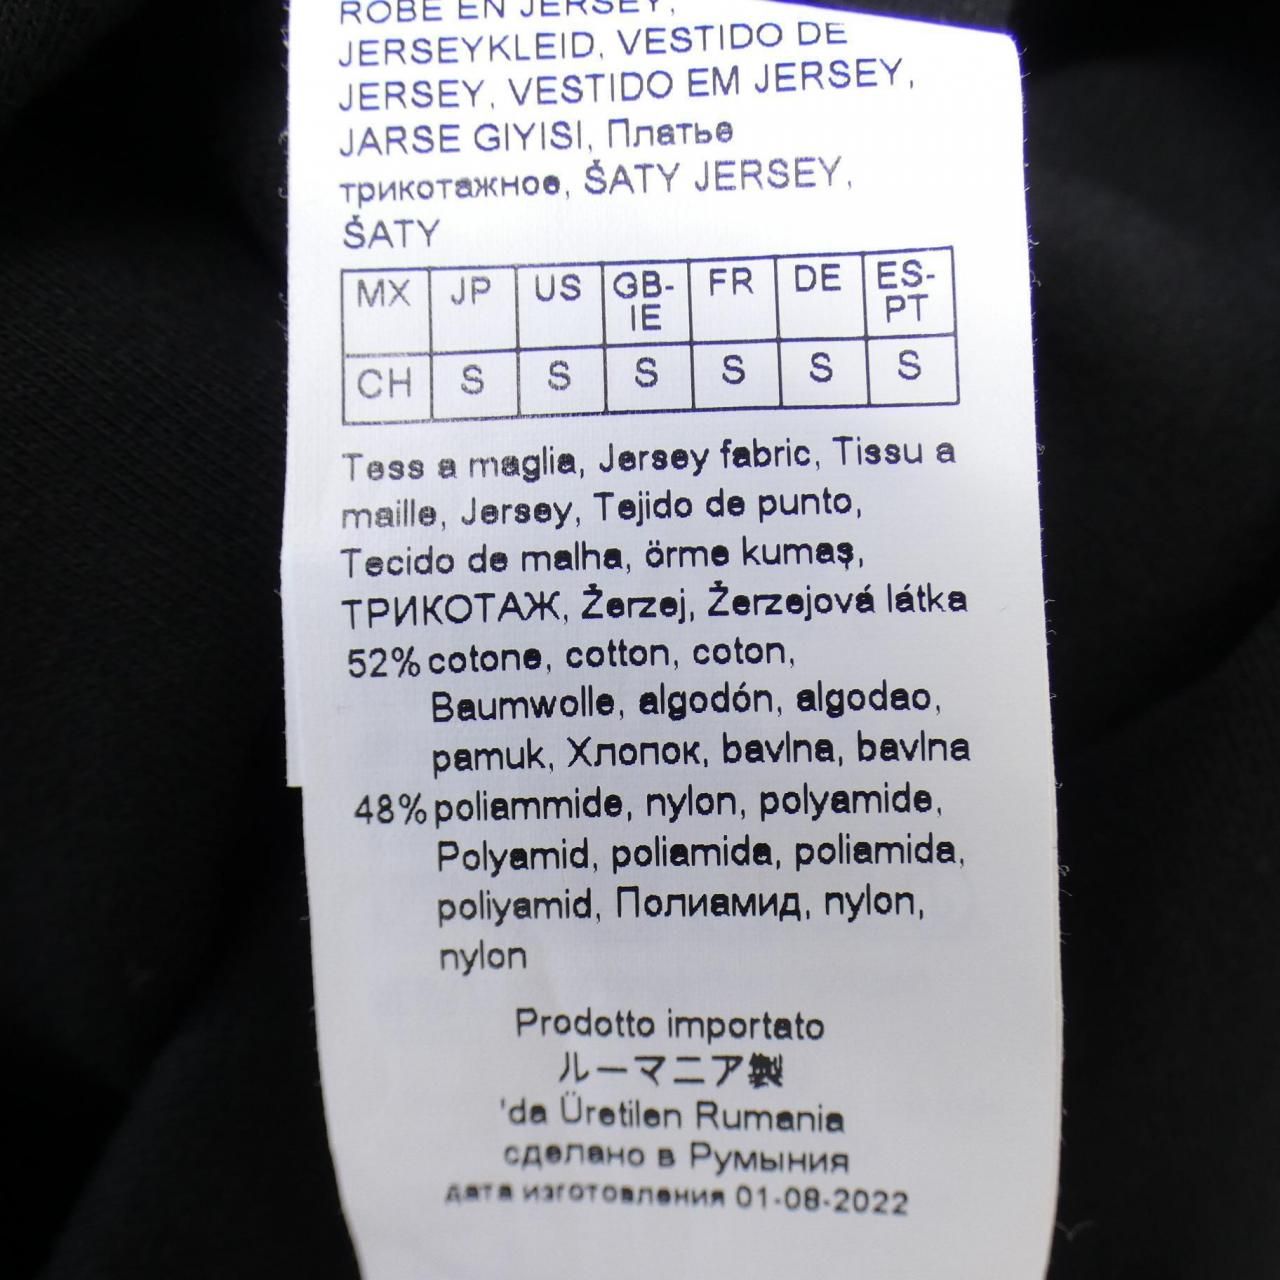 ROBE EN JERSEY,
JERSEYKLEID, VESTIDO DE
JERSEY, VESTIDO EM JERSEY,
JARSE GIYISI, Платье
трикотажное, ŠATY JERSEY,
ŠATY
MX JP US GB-IE FR DE ES-PT
CH S S S S S S
Tess a maglia, Jersey fabric, Tissu a
maille, Jersey, Tejido de punto,
Tecido de malha, örme kumaş,
ТРИКОТАЖ, Žerzej, Žerzejová látka
52% cotone, cotton, coton,
Baumwolle, algodón, algodao,
pamuk, Хлопок, bavlna, bavlna
48% poliammide, nylon, polyamide,
Polyamid, poliamida, poliamida,
poliyamid, Полиамид, nylon,
nylon
Prodotto importato
ルーマニア製
'da Üretilen Rumania
сделано в Румыния
дата изготовления 01-08-2022